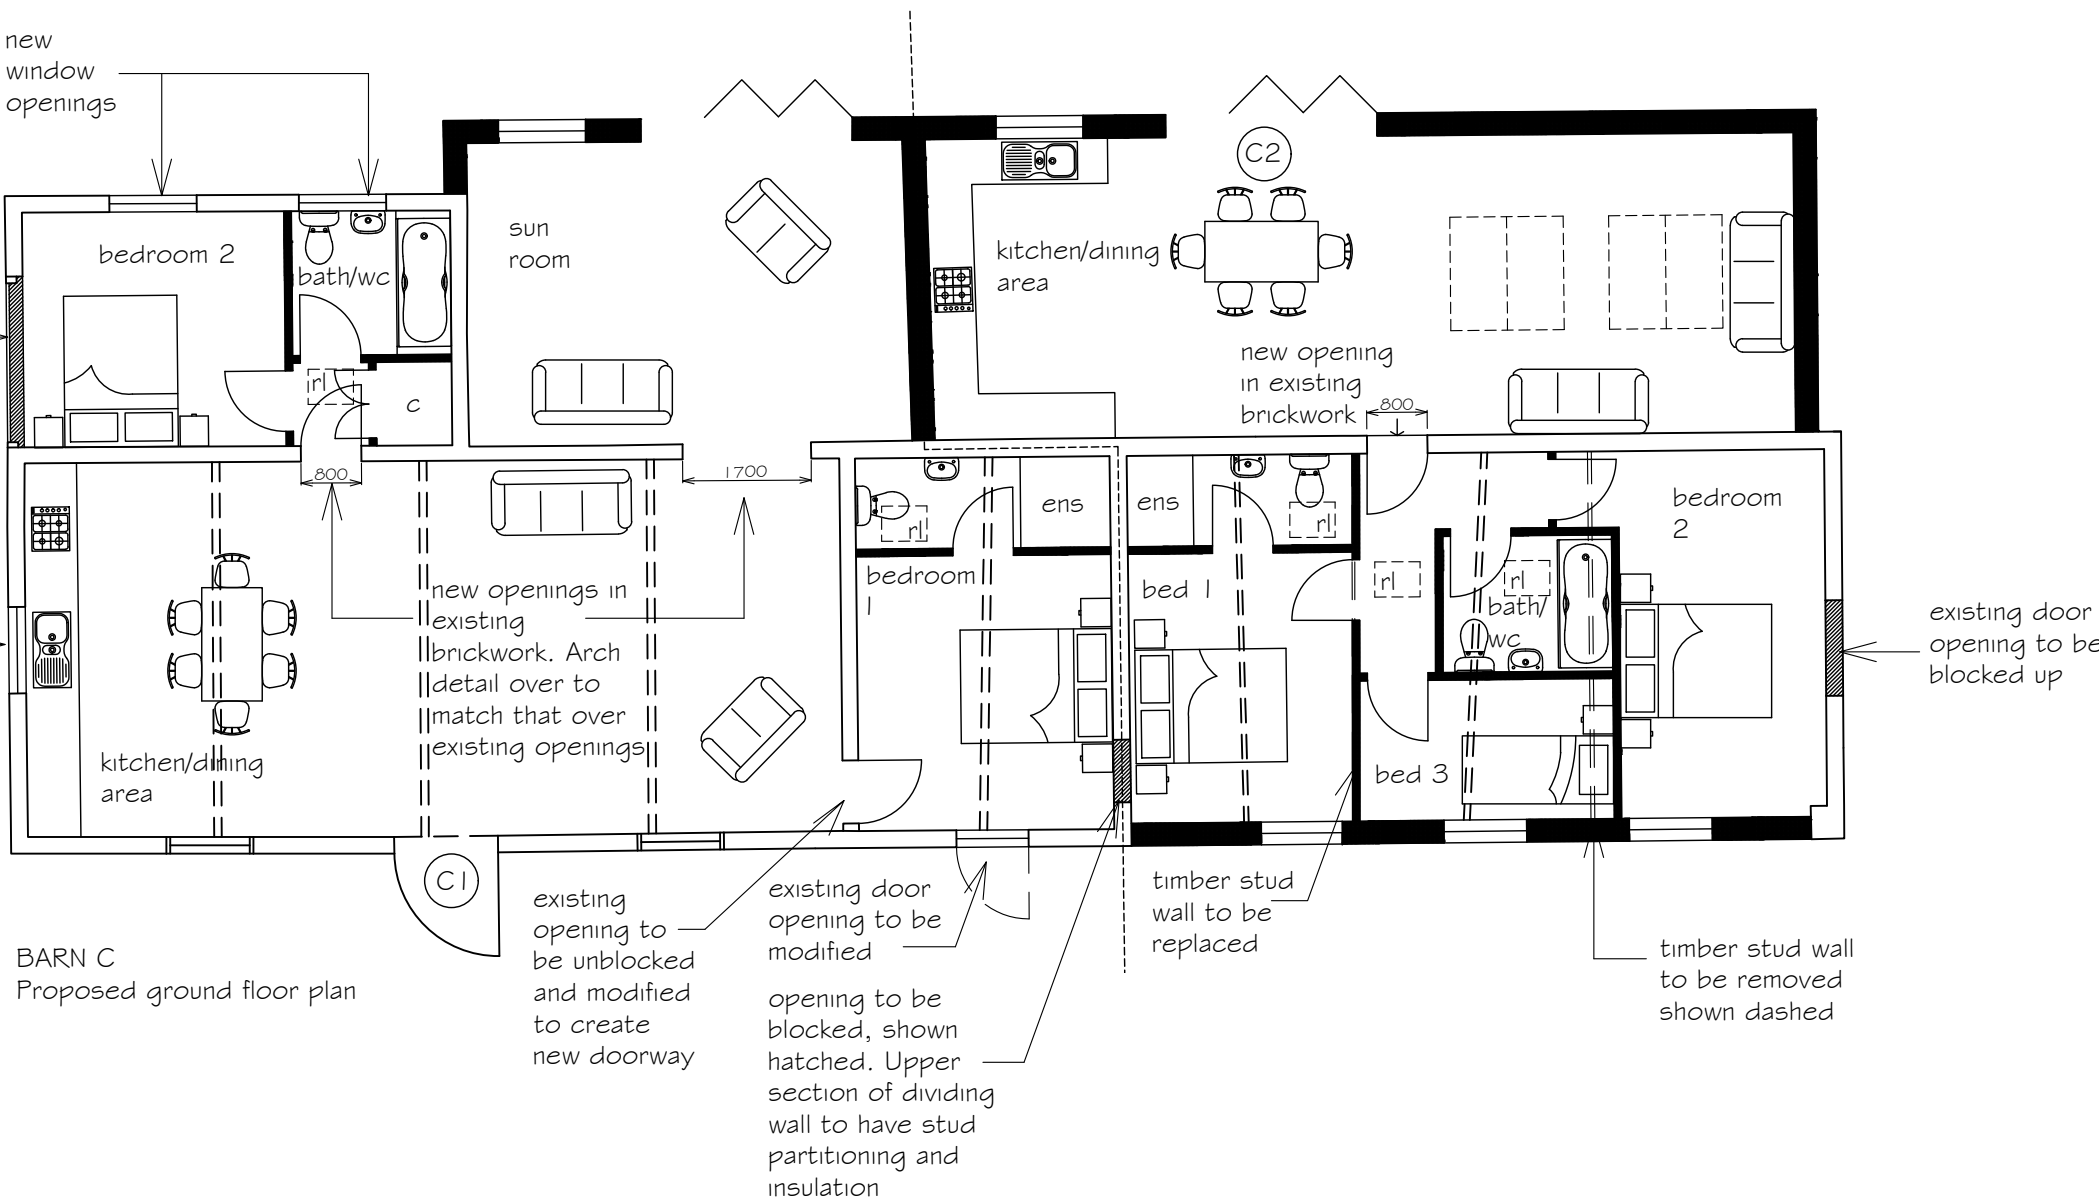 new
window
openings
C2
sun
room
bedroom 2
bath/wc
kitchen/dining
area
rl
c
new opening
in existing
brickwork
800
800
1700
ens
ens
rl
rl
bedroom
2
bedroom
1
bed 1
rl
rl
bath/
wc
new openings in
existing
brickwork. Arch
detail over to
match that over
existing openings
existing door
opening to be
blocked up
kitchen/dining
area
bed 3
C1
existing
opening to
be unblocked
and modified
to create
new doorway
existing door
opening to be
modified
timber stud
wall to be
replaced
timber stud wall
to be removed
shown dashed
BARN C
Proposed ground floor plan
opening to be
blocked, shown
hatched. Upper
section of dividing
wall to have stud
partitioning and
insulation